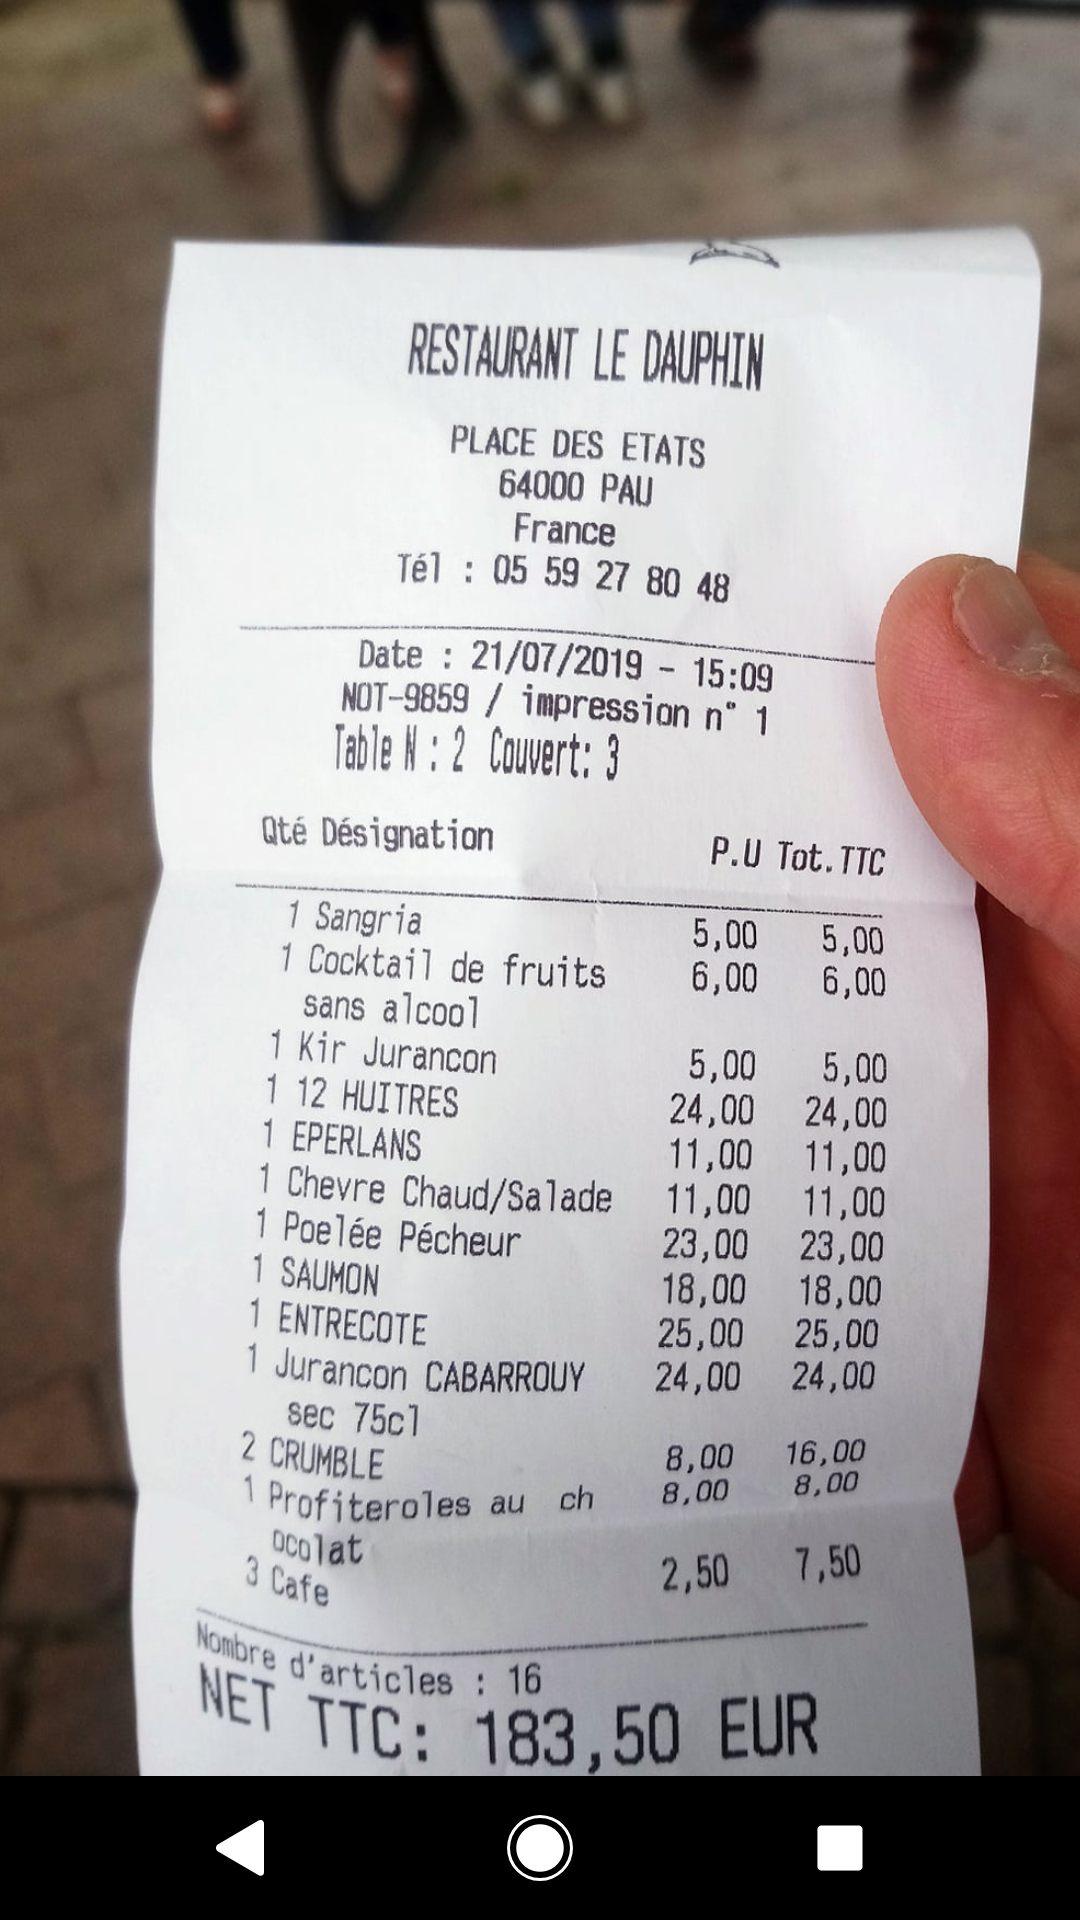 RESTAURANT LE DAUPHIN
PLACE DES ETATS
64000 PAU
France
Tél : 05 59 27 80 48
Date : 21/07/2019 - 15:09
NOT-9859 / impression n° 1
Table N : 2 Couvert: 3
Qté Désignation P.U Tot.TTC
1 Sangria 5,00 5,00
1 Cocktail de fruits 6,00 6,00
sans alcool
1 Kir Jurancon 5,00 5,00
1 12 HUITRES 24,00 24,00
1 EPERLANS 11,00 11,00
1 Chevre Chaud/Salade 11,00 11,00
1 Poelée Pécheur 23,00 23,00
1 SAUMON 18,00 18,00
1 ENTRECOTE 25,00 25,00
1 Jurancon CABARROUY 24,00 24,00
sec 75cl
2 CRUMBLE 8,00 16,00
1 Profiteroles au ch 8,00 8,00
ocolat
3 Cafe 2,50 7,50
Nombre d'articles : 16
NET TTC: 183,50 EUR